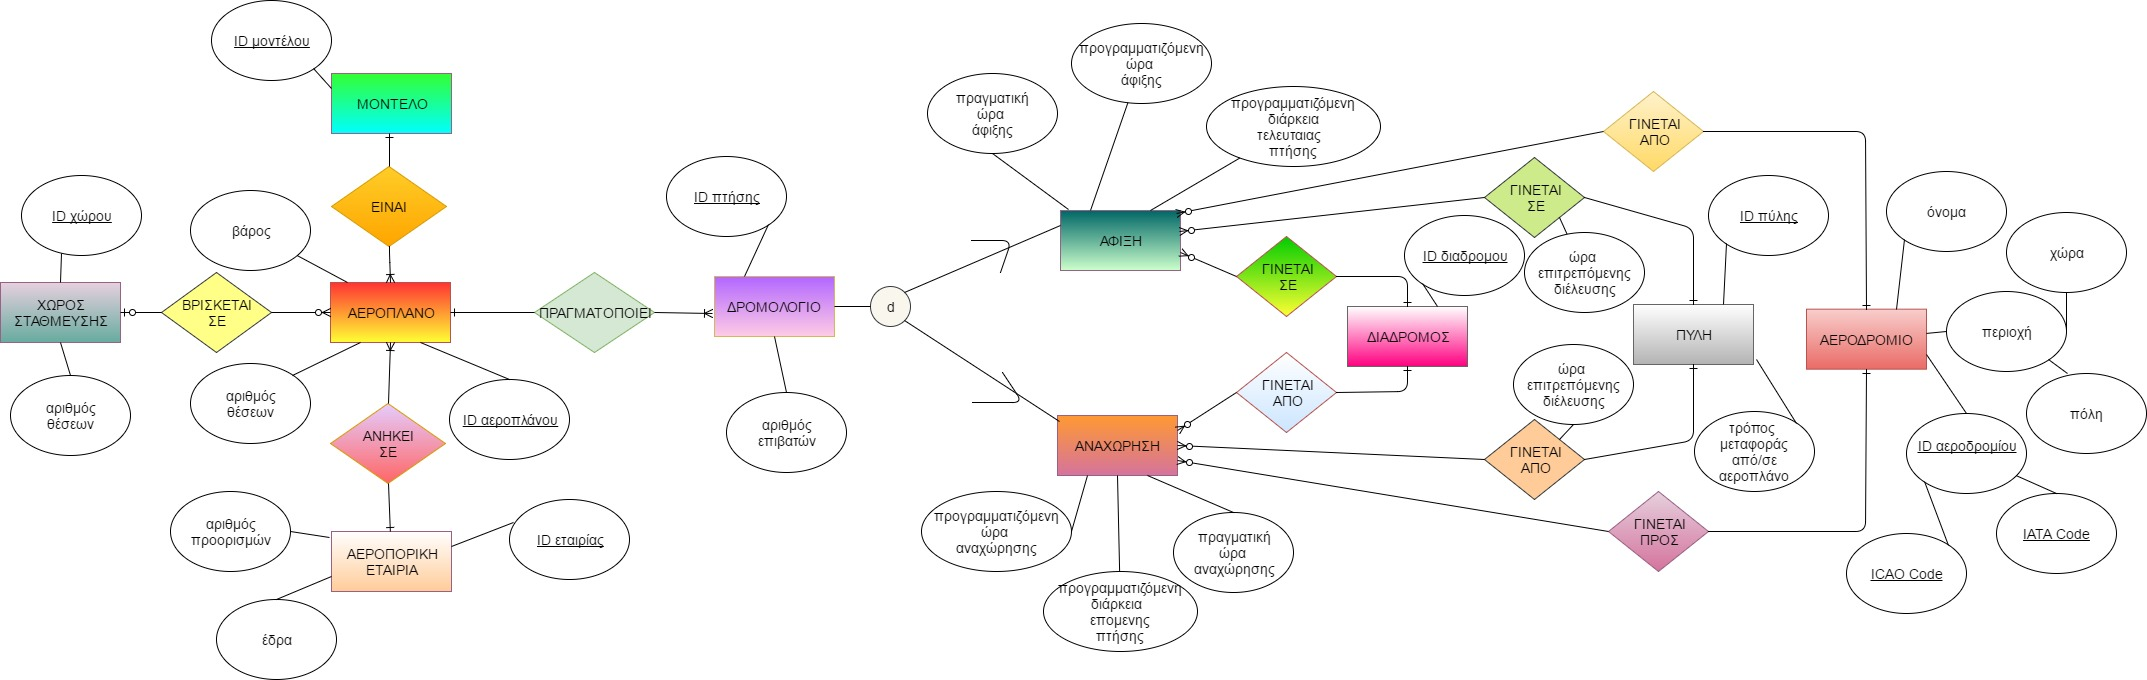 ID μοντέλου
ΜΟΝΤΕΛΟ
ΕΙΝΑΙ
ID χώρου
βάρος
ΧΩΡΟΣ
ΣΤΑΘΜΕΥΣΗΣ
ΒΡΙΣΚΕΤΑΙ
ΣΕ
ΑΕΡΟΠΛΑΝΟ
αριθμός
θέσεων
αριθμός
θέσεων
ID αεροπλάνου
ΑΝΗΚΕΙ
ΣΕ
αριθμός
προορισμών
ΑΕΡΟΠΟΡΙΚΗ
ΕΤΑΙΡΙΑ
ID εταιρίας
έδρα
ΠΡΑΓΜΑΤΟΠΟΙΕΙ
ID πτήσης
ΔΡΟΜΟΛΟΓΙΟ
αριθμός
επιβατών
d
πραγματική
ώρα
άφιξης
προγραμματιζόμενη
ώρα
άφιξης
προγραμματιζόμενη
διάρκεια
τελευταιας
πτήσης
ΑΦΙΞΗ
ΓΙΝΕΤΑΙ
ΑΠΟ
ΓΙΝΕΤΑΙ
ΣΕ
ώρα
επιτρεπόμενης
διέλευσης
ΓΙΝΕΤΑΙ
ΣΕ
ID διαδρομου
ΔΙΑΔΡΟΜΟΣ
ΓΙΝΕΤΑΙ
ΑΠΟ
ID πύλης
ΠΥΛΗ
ώρα
επιτρεπόμενης
διέλευσης
ΓΙΝΕΤΑΙ
ΑΠΟ
τρόπος
μεταφοράς
από/σε
αεροπλάνο
ΑΝΑΧΩΡΗΣΗ
προγραμματιζόμενη
ώρα
αναχώρησης
προγραμματιζόμενη
διάρκεια
επομενης
πτήσης
πραγματική
ώρα
αναχώρησης
ΓΙΝΕΤΑΙ
ΠΡΟΣ
όνομα
χώρα
περιοχή
πόλη
ΑΕΡΟΔΡΟΜΙΟ
ID αεροδρομίου
IATA Code
ICAO Code